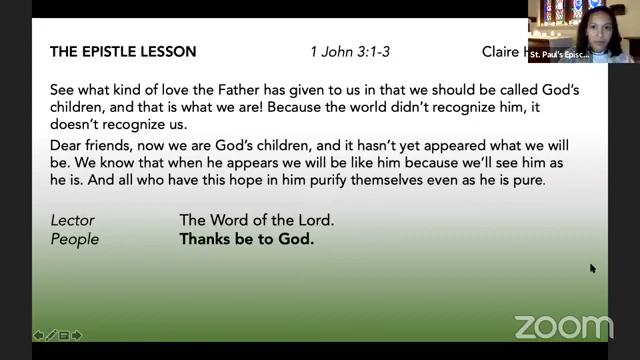 THE EPISTLE LESSON 1 John 3:1-3 Claire H
St. Paul's Episc...
See what kind of love the Father has given to us in that we should be called God's
children, and that is what we are! Because the world didn't recognize him, it
doesn't recognize us.
Dear friends, now we are God's children, and it hasn't yet appeared what we will
be. We know that when he appears we will be like him because we'll see him as
he is. And all who have this hope in him purify themselves even as he is pure.
Lector The Word of the Lord.
People Thanks be to God.
zoom